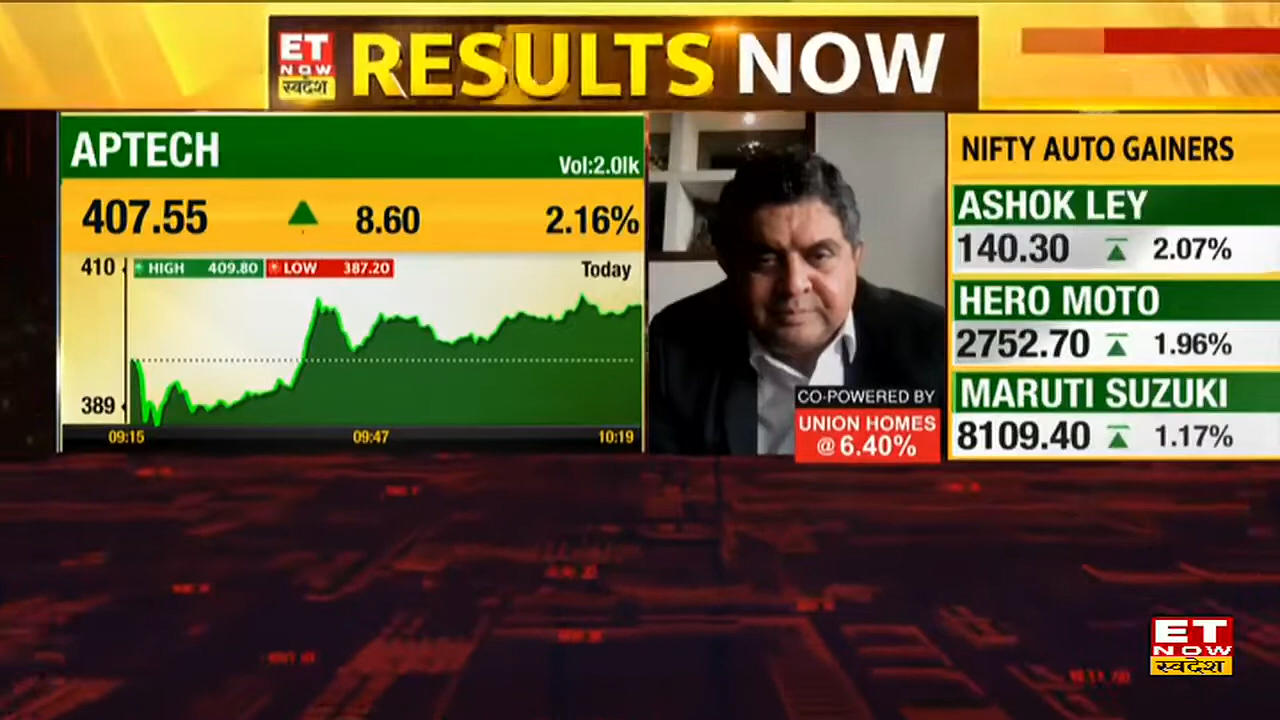 ET
NOW
स्वदेश
RESULTS NOW
APTECH
Vol:2.0lk
407.55 8.60 2.16%
410
HIGH 409.80 LOW 387.20
Today
389
09:15 09:47 10:19
CO-POWERED BY
UNION HOMES
@ 6.40%
NIFTY AUTO GAINERS
ASHOK LEY
140.30 2.07%
HERO MOTO
2752.70 1.96%
MARUTI SUZUKI
8109.40 1.17%
ET
NOW
स्वदेश